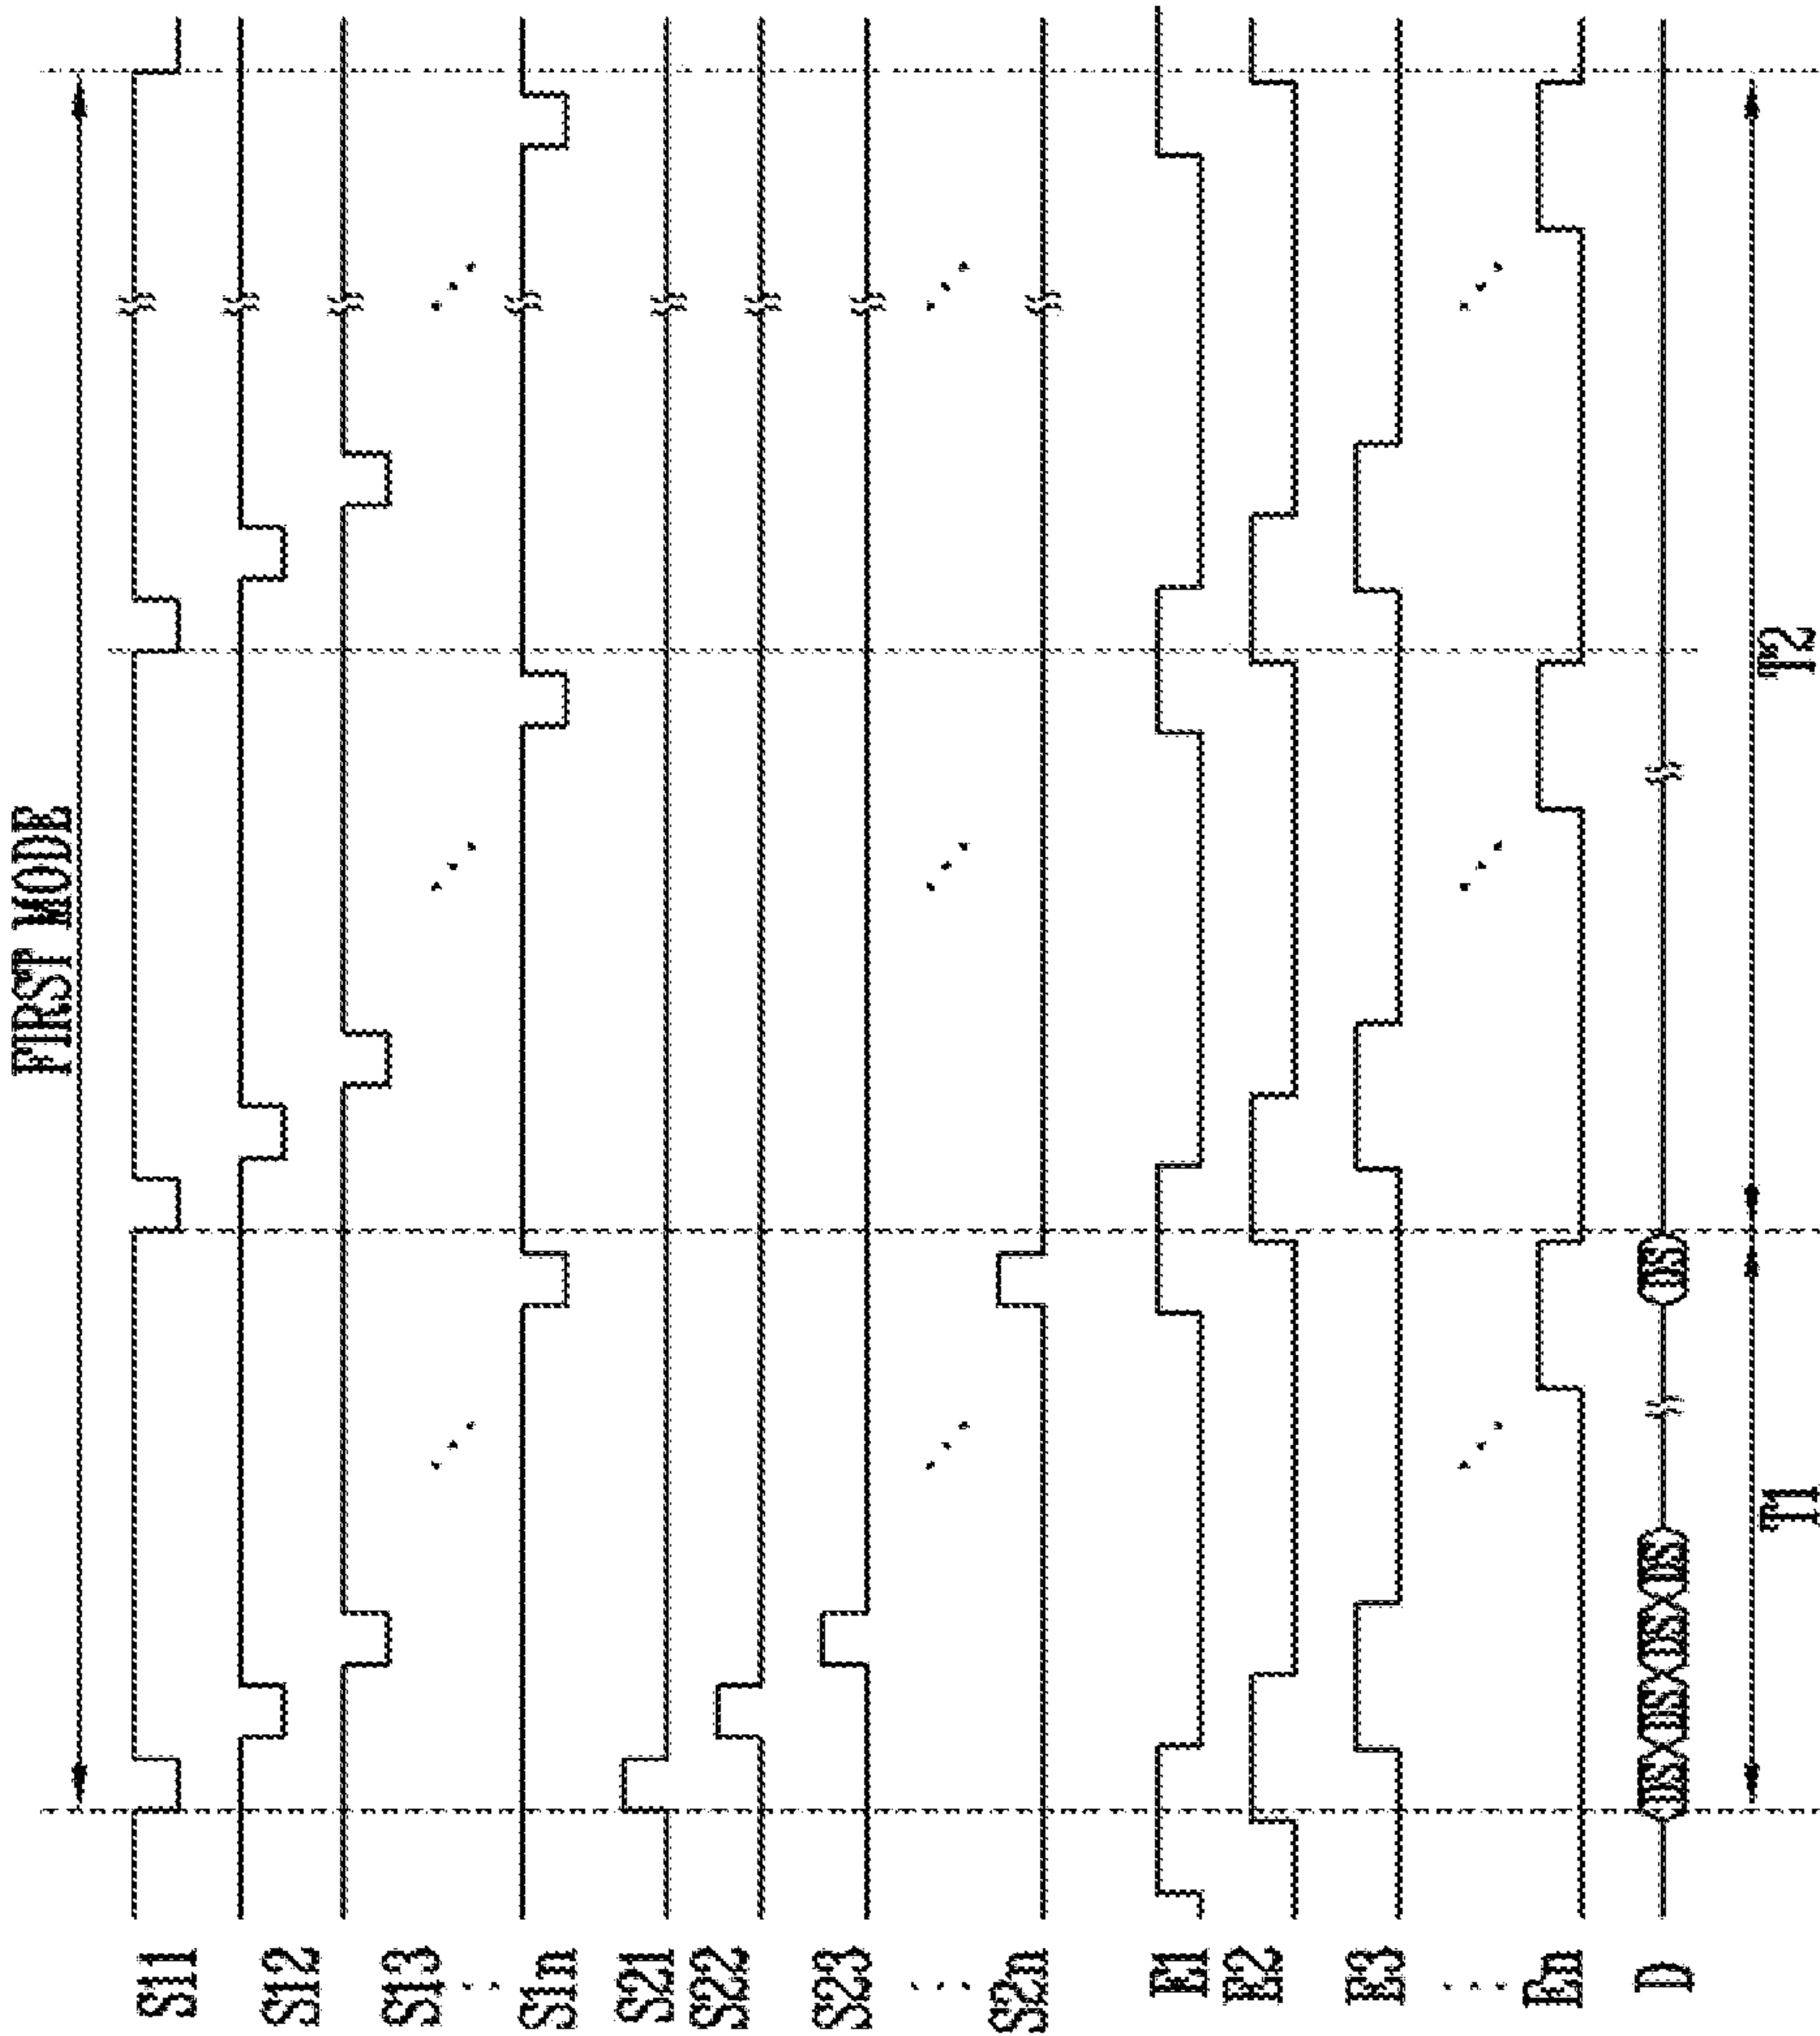 FIRST MODE
S11
S12
S13
S1n
S21
S22
S23
S2n
E1
E2
E3
En
D
DS DS DS DS DS
T1 T2